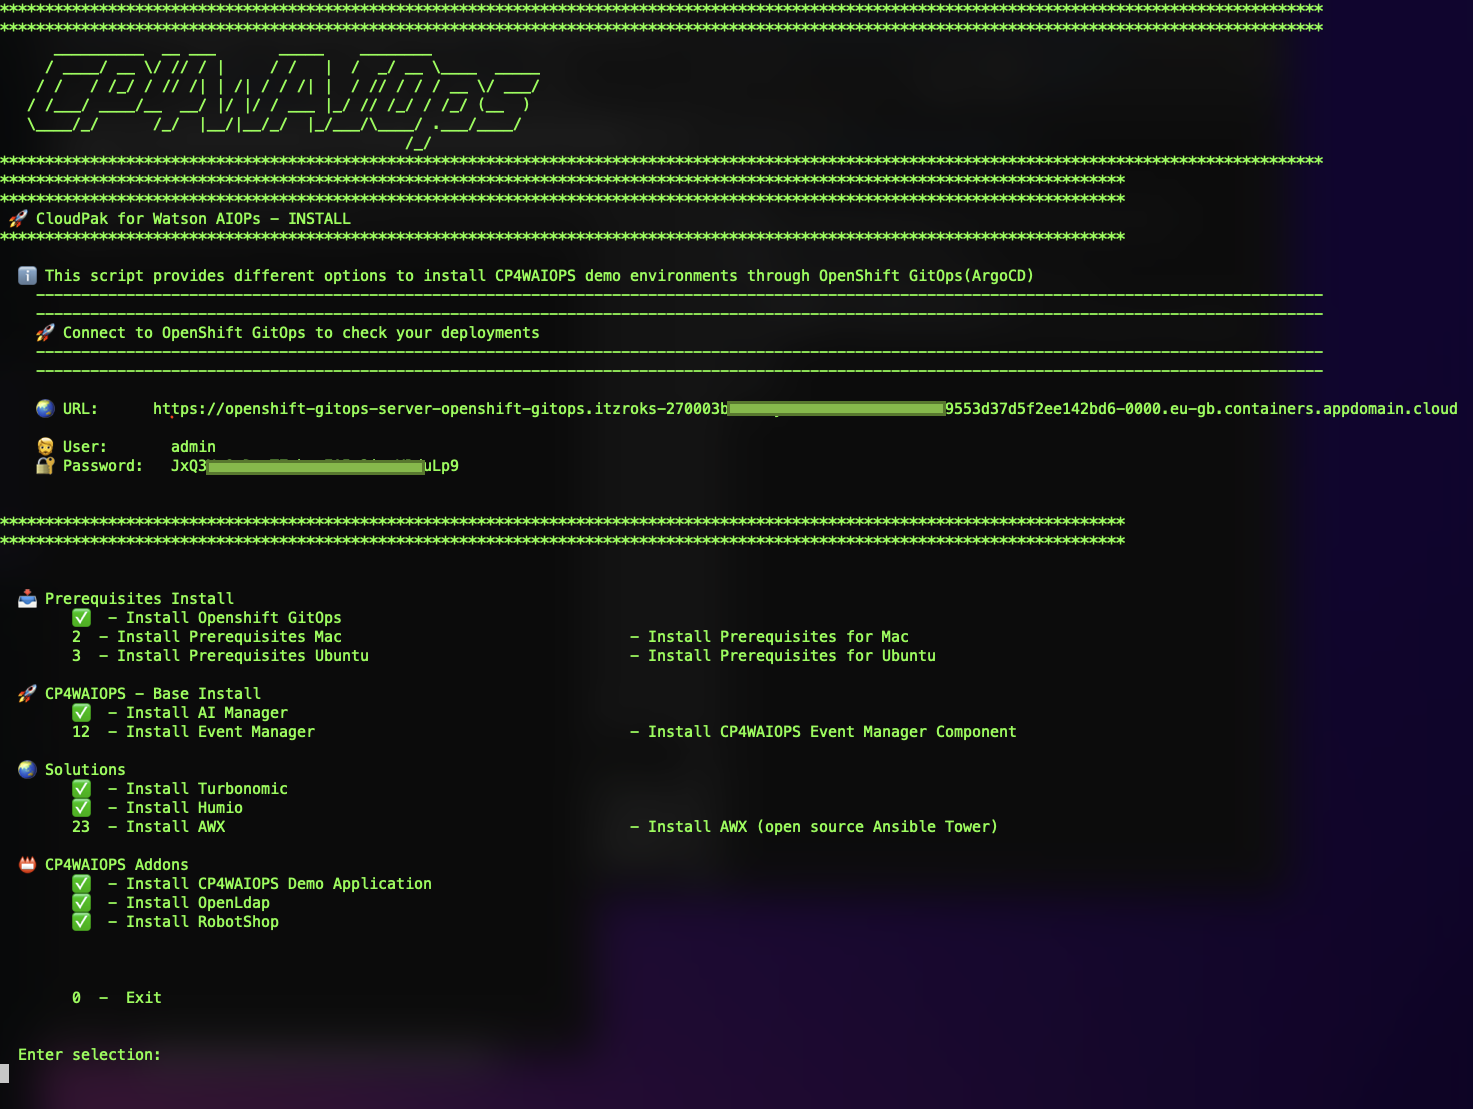 CP4WAIOps
🚀 CloudPak for Watson AIOPs - INSTALL
ℹ️ This script provides different options to install CP4WAIOPS demo environments through OpenShift GitOps(ArgoCD)
🚀 Connect to OpenShift GitOps to check your deployments
🌏 URL: https://openshift-gitops-server-openshift-gitops.itzroks-270003b 9553d37d5f2ee142bd6-0000.eu-gb.containers.appdomain.cloud
🧑 User: admin
🔐 Password: JxQ3 uLp9
📥 Prerequisites Install
✅ - Install Openshift GitOps
2 - Install Prerequisites Mac - Install Prerequisites for Mac
3 - Install Prerequisites Ubuntu - Install Prerequisites for Ubuntu
🚀 CP4WAIOPS - Base Install
✅ - Install AI Manager
12 - Install Event Manager - Install CP4WAIOPS Event Manager Component
🌏 Solutions
✅ - Install Turbonomic
✅ - Install Humio
23 - Install AWX - Install AWX (open source Ansible Tower)
📛 CP4WAIOPS Addons
✅ - Install CP4WAIOPS Demo Application
✅ - Install OpenLdap
✅ - Install RobotShop
0 - Exit
Enter selection: